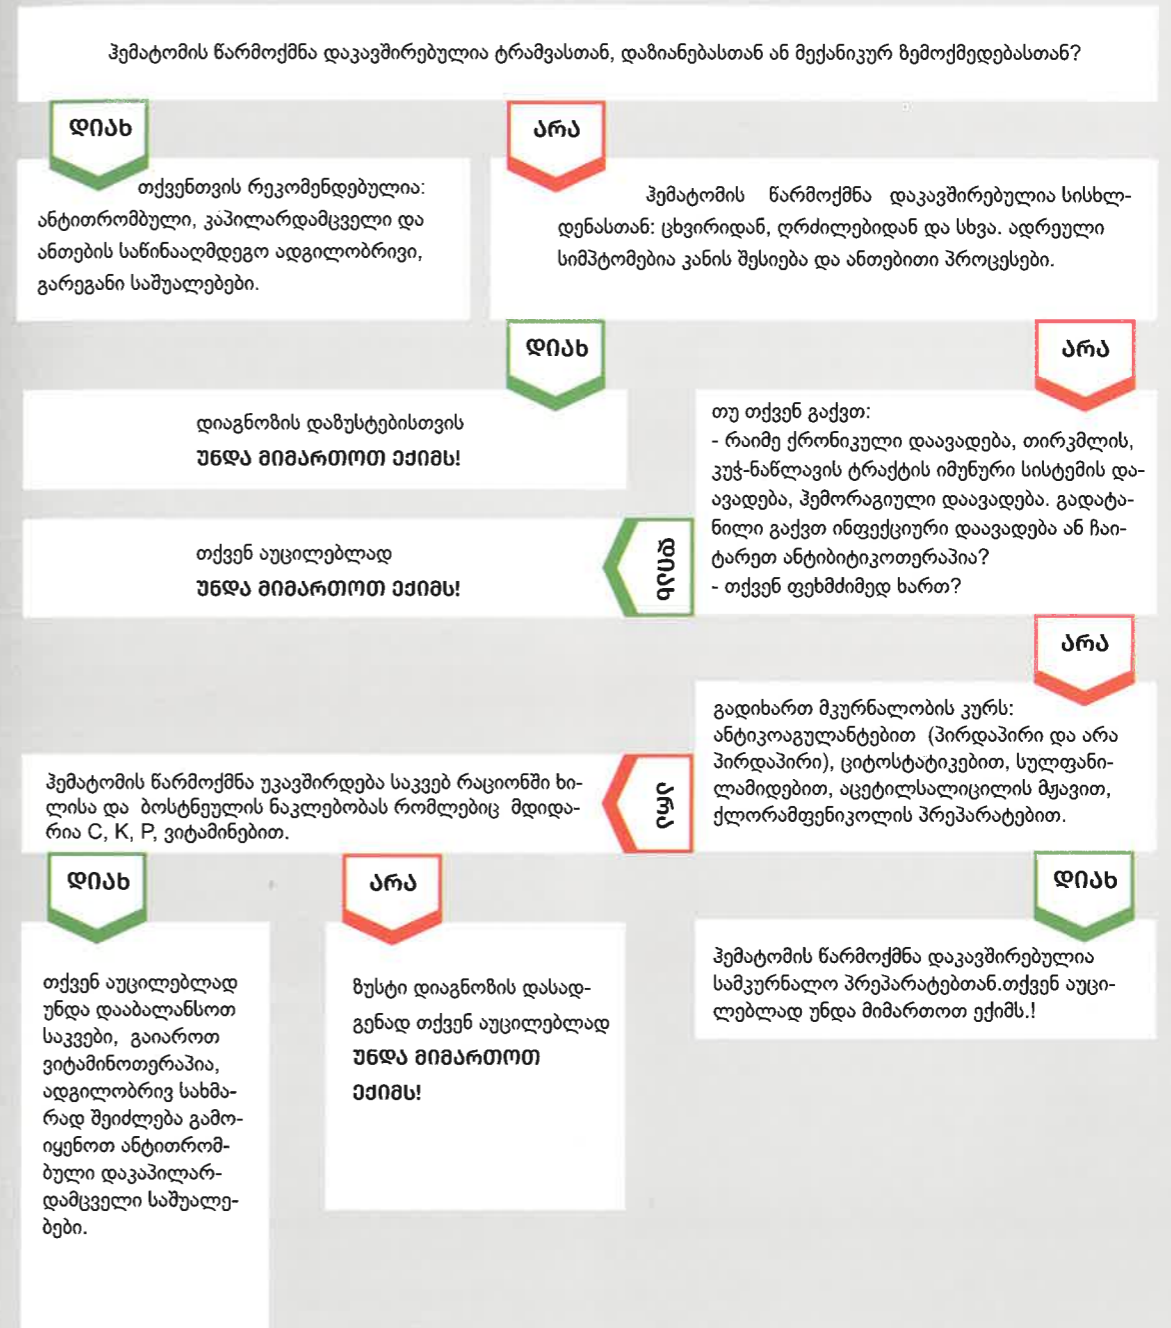 ჰემატომის წარმოქმნა დაკავშირებულია ტრამვასთან, დაზიანებასთან ან მექანიკურ ზემოქმედებასთან?
დიახ
არა
თქვენთვის რეკომენდებულია:
ანტითრომბული, კაპილარდამცველი და
ანთების საწინააღმდეგო ადგილობრივი,
გარეგანი საშუალებები.
ჰემატომის წარმოქმნა დაკავშირებულია სისხლ-
დენასთან: ცხვირიდან, ღრძილებიდან და სხვა. ადრეული
სიმპტომებია კანის შესიება და ანთებითი პროცესები.
დიახ
არა
დიაგნოზის დაზუსტებისთვის
უნდა მიმართოთ ექიმს!
თუ თქვენ გაქვთ:
- რაიმე ქრონიკული დაავადება, თირკმლის,
კუჭ-ნაწლავის ტრაქტის იმუნური სისტემის და-
ავადება, ჰემორაგიული დაავადება. გადატა-
ნილი გაქვთ ინფექციური დაავადება ან ჩაი-
ტარეთ ანტიბიტიკოთერაპია?
- თქვენ ფეხმძიმედ ხართ?
დიახ
თქვენ აუცილებლად
უნდა მიმართოთ ექიმს!
არა
გადიხართ მკურნალობის კურს:
ანტიკოაგულანტებით (პირდაპირი და არა
პირდაპირი), ციტოსტატიკებით, სულფანი-
ლამიდებით, აცეტილსალიცილის მჟავით,
ქლორამფენიკოლის პრეპარატებით.
არა
ჰემატომის წარმოქმნა უკავშირდება საკვებ რაციონში ხი-
ლისა და ბოსტნეულის ნაკლებობას რომლებიც მდიდა-
რია C, K, P, ვიტამინებით.
დიახ
არა
დიახ
თქვენ აუცილებლად
უნდა დააბალანსოთ
საკვები, გაიაროთ
ვიტამინოთერაპია,
ადგილობრივ სახმა-
რად შეიძლება გამო-
იყენოთ ანტითრომ-
ბული დაკაპილარ-
დამცველი საშუალე-
ბები.
ზუსტი დიაგნოზის დასად-
გენად თქვენ აუცილებლად
უნდა მიმართოთ
ექიმს!
ჰემატომის წარმოქმნა დაკავშირებულია
სამკურნალო პრეპარატებთან.თქვენ აუცი-
ლებლად უნდა მიმართოთ ექიმს.!